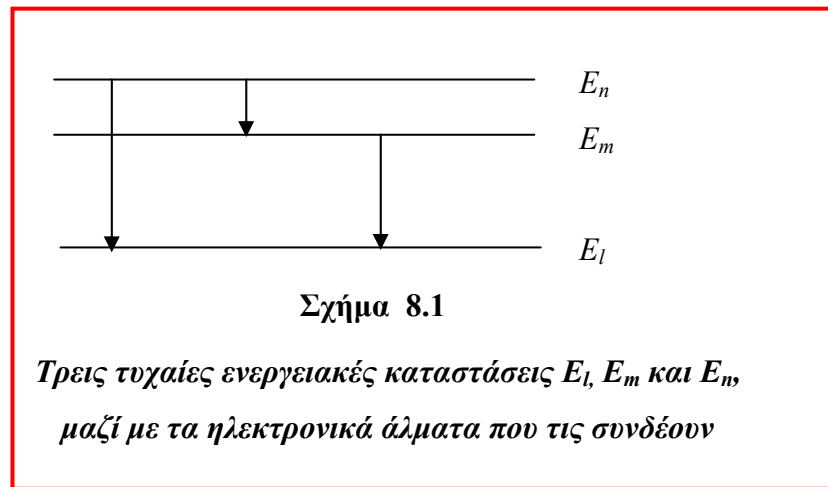 Eₙ
Eₘ
Eₗ
Σχήμα 8.1
Τρεις τυχαίες ενεργειακές καταστάσεις Eₗ, Eₘ και Eₙ,
μαζί με τα ηλεκτρονικά άλματα που τις συνδέουν